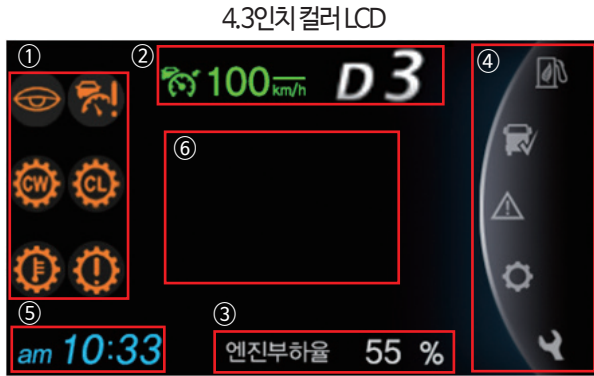 4.3인치 컬러 LCD
① ② 100 km/h D 3 ④
⑥
CW CL
⑤ ③
am 10:33 엔진부하율 55 %